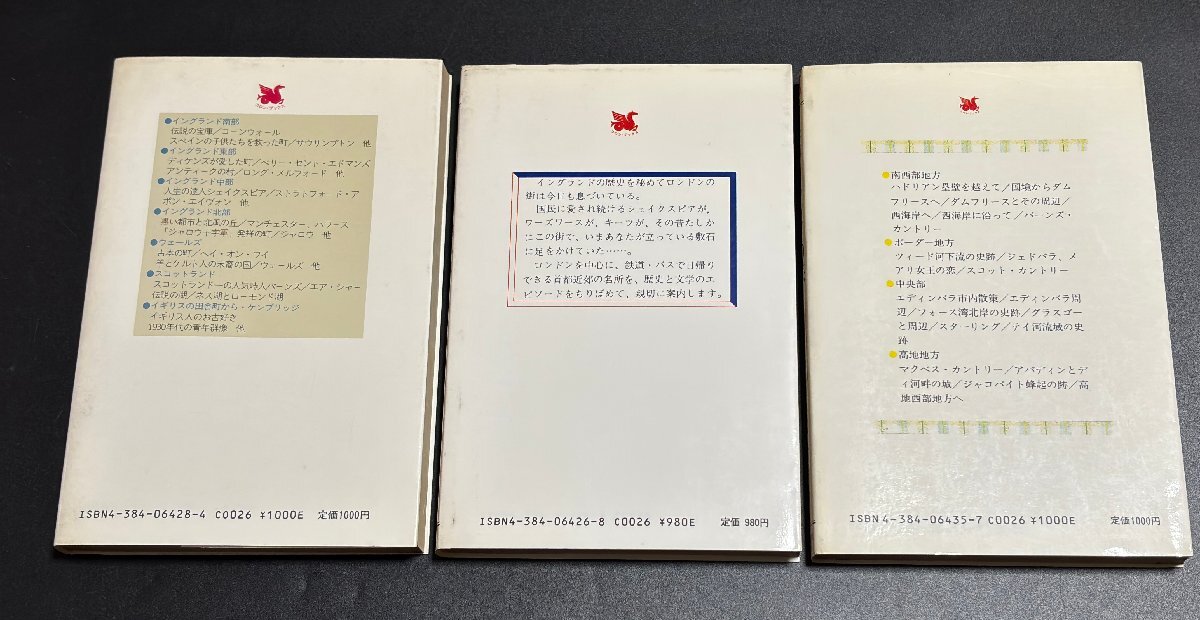 ●イングランド南部
伝説の宝庫/コーンウォール
スペインの子供たちを救った町/サウサンプトン 他
●イングランド東部
ディケンズが愛した町/ベリー・セント・エドマンズ
アンティークの村/ロング・メルフォード 他
●イングランド中部
人生の達人シェイクスピア/ストラトフォード・ア
ポン・エイヴォン 他
●イングランド北部
黒い都市と北風の丘/マンチェスター、ハワース
「ジャロウ十字軍」発祥の町/ジャロウ 他
●ウェールズ
古本の町/ヘイ・オン・ワイ
羊とケルト人の末裔の国/ウェールズ 他
●スコットランド
スコットランド一の人気詩人バーンズ/エア・シャー
伝説の湖/ネス湖とローモンド湖
●イギリスの田舎町から・ケンブリッジ
イギリス人のお古好き
1930年代の青年群像 他
ISBN4-384-06428-4 C0026 ¥1000E 定価1000円
イングランドの歴史を秘めてロンドンの
街は今日も息づいている。
国民に愛され続けるシェイクスピアが、
ワーズワースが、キーツが、その昔たしか
にこの街で、いまあなたが立っている敷石
に足をかけていた……。
ロンドンを中心に、鉄道・バスで日帰り
できる首都近郊の名所を、歴史と文学のエ
ピソードをちりばめて、親切に案内します。
ISBN4-384-06426-8 C0026 ¥980E 定価 980円
●南西部地方
ハドリアン塁壁を越えて/国境からダム
フリースへ/ダムフリースとその周辺/
西海岸へ/西海岸に沿って/バーンズ・
カントリー
●ボーダー地方
ツィード河下流の史跡/ジェドバラ、メ
アリ女王の恋/スコット・カントリー
●中央部
エディンバラ市内散策/エディンバラ周
辺/フォース湾北岸の史跡/グラスゴー
と周辺/スターリング/テイ河流域の史
跡
●高地地方
マクベス・カントリー/アバディンとデ
ィ河畔の城/ジャコバイト蜂起の跡/高
地西部地方へ
ISBN4-384-06435-7 C0026 ¥1000E 定価1000円